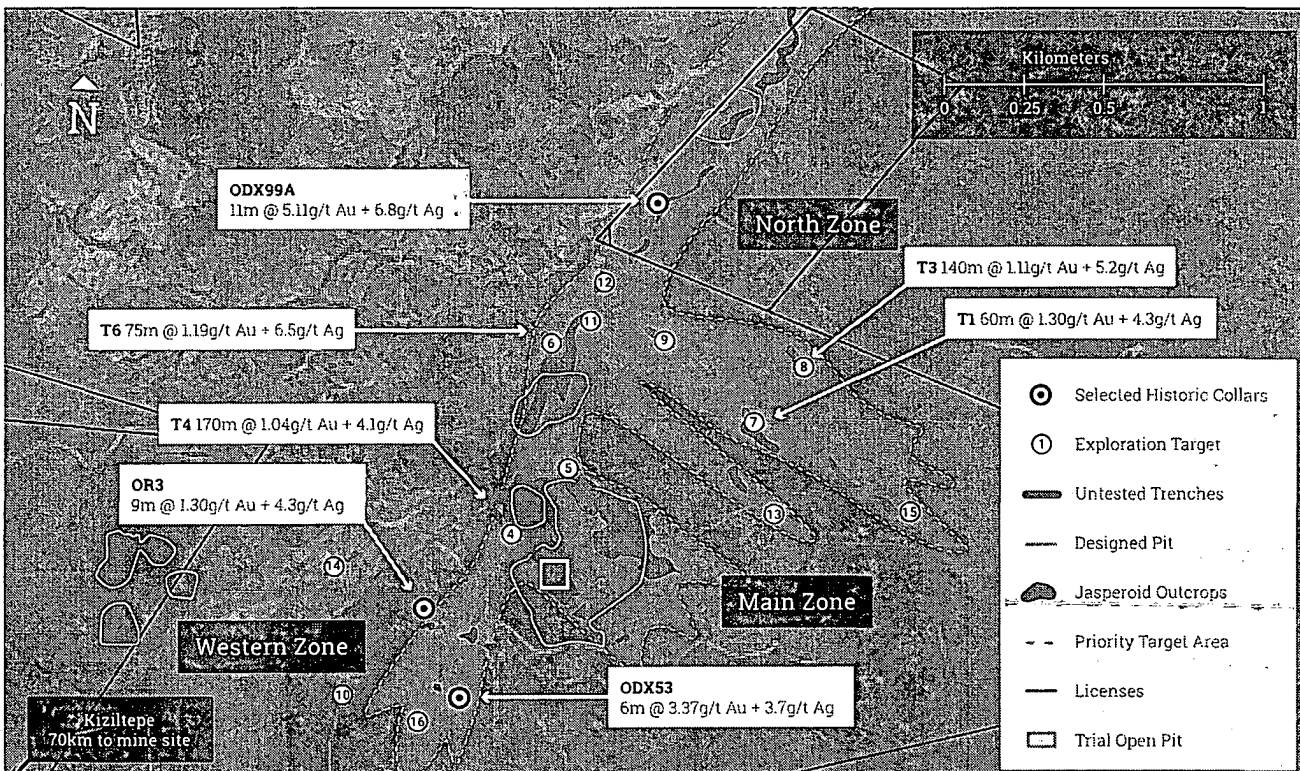 N
Kilometers
0 0.25 0.5 1
ODX99A
11m @ 5.11g/t Au + 6.8g/t Ag
North Zone
T3 140m @ 1.11g/t Au + 5.2g/t Ag
12
T1 60m @ 1.30g/t Au + 4.3g/t Ag
T6 75m @ 1.19g/t Au + 6.5g/t Ag
11
6
9
8
Selected Historic Collars
T4 170m @ 1.04g/t Au + 4.1g/t Ag
7
1 Exploration Target
OR3
9m @ 1.30g/t Au + 4.3g/t Ag
5
Untested Trenches
13
15
4
Designed Pit
14
Jasperoid Outcrops
Main Zone
Western Zone
Priority Target Area
ODX53
6m @ 3.37g/t Au + 3.7g/t Ag
10
16
Licenses
Kiziltepe
70km to mine site
Trial Open Pit